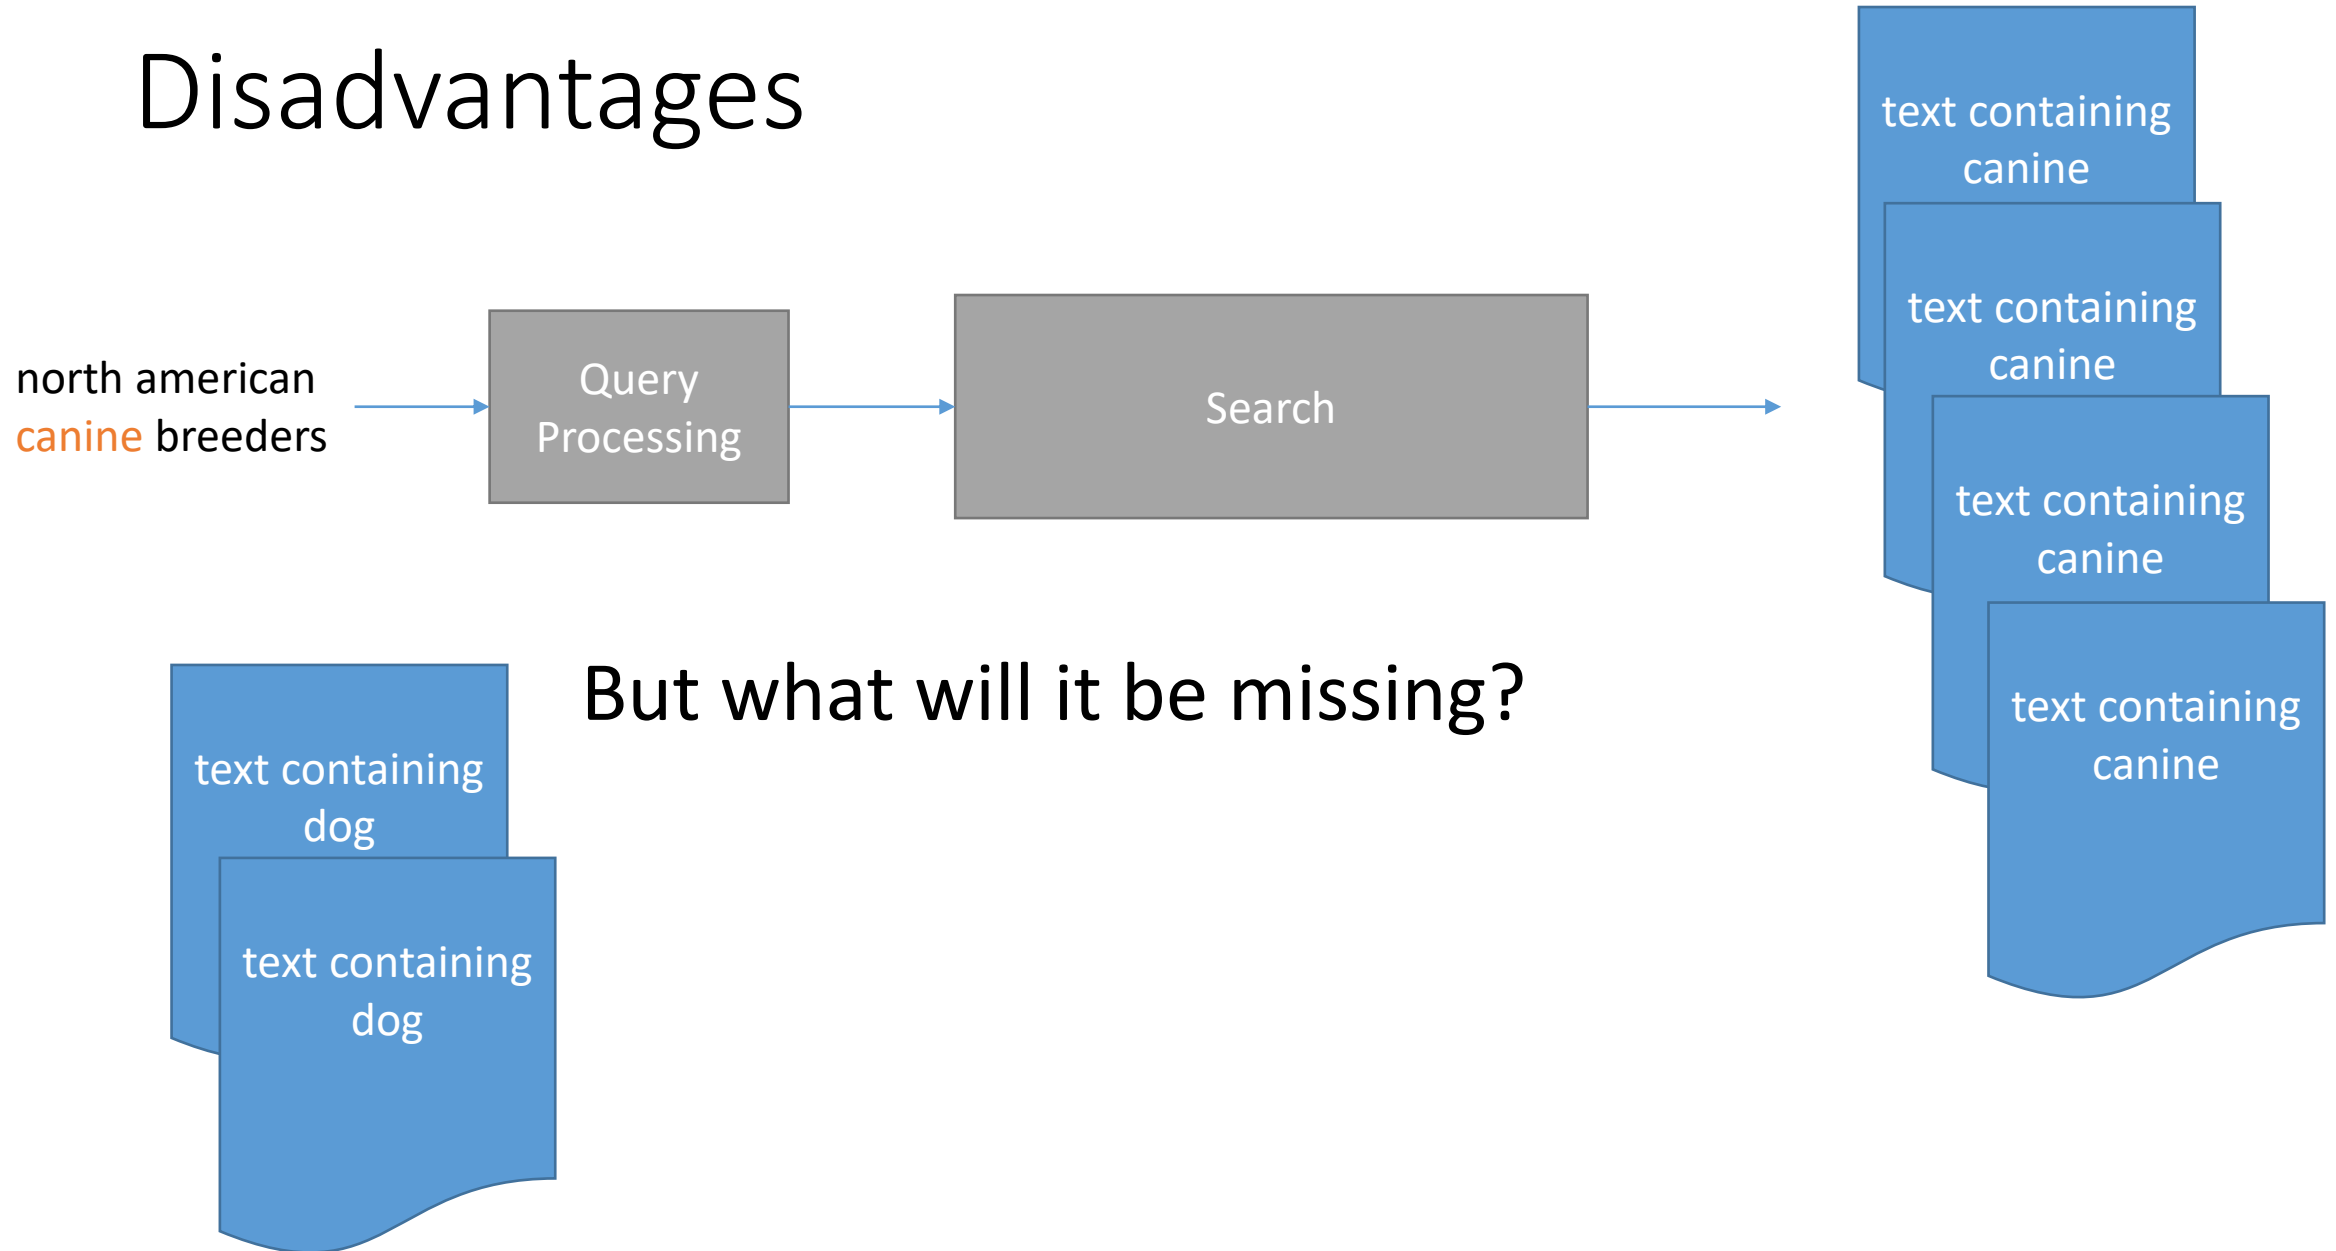 Disadvantages
north american
canine breeders
Query
Processing
Search
text containing
canine
text containing
canine
text containing
canine
text containing
canine
But what will it be missing?
text containing
dog
text containing
dog